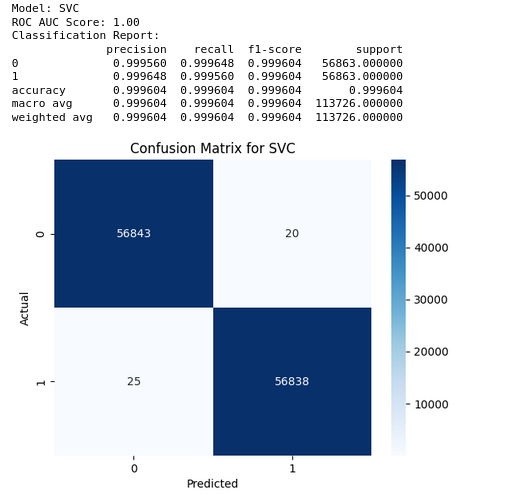 Model: SVC
ROC AUC Score: 1.00
Classification Report:
precision recall f1-score support
0 0.999560 0.999648 0.999604 56863.000000
1 0.999648 0.999560 0.999604 56863.000000
accuracy 0.999604 0.999604 0.999604 0.999604
macro avg 0.999604 0.999604 0.999604 113726.000000
weighted avg 0.999604 0.999604 0.999604 113726.000000
Confusion Matrix for SVC
50000
0 56843 20
40000
30000
Actual
20000
1 25 56838
10000
0 1
Predicted